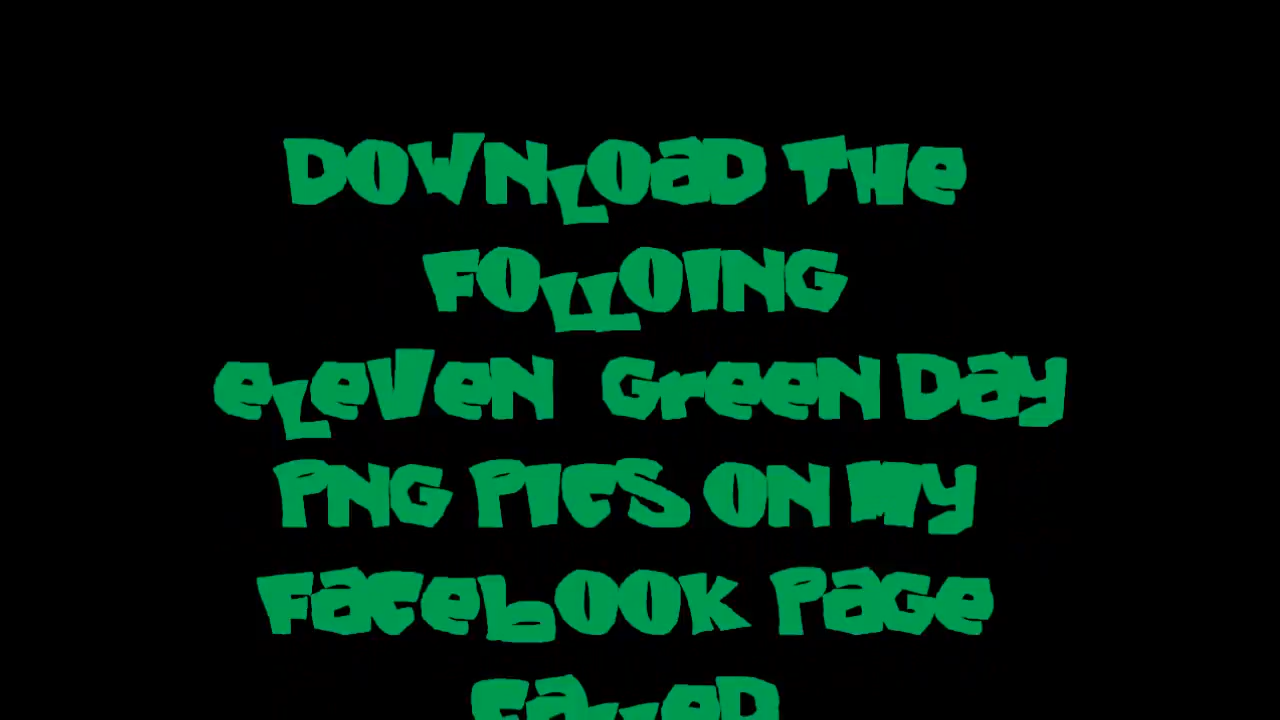 DOWNLOAD THE
FOLLOING
ELEVEN GREEN DAY
PNG PICS ON MY
FACEBOOK PAGE